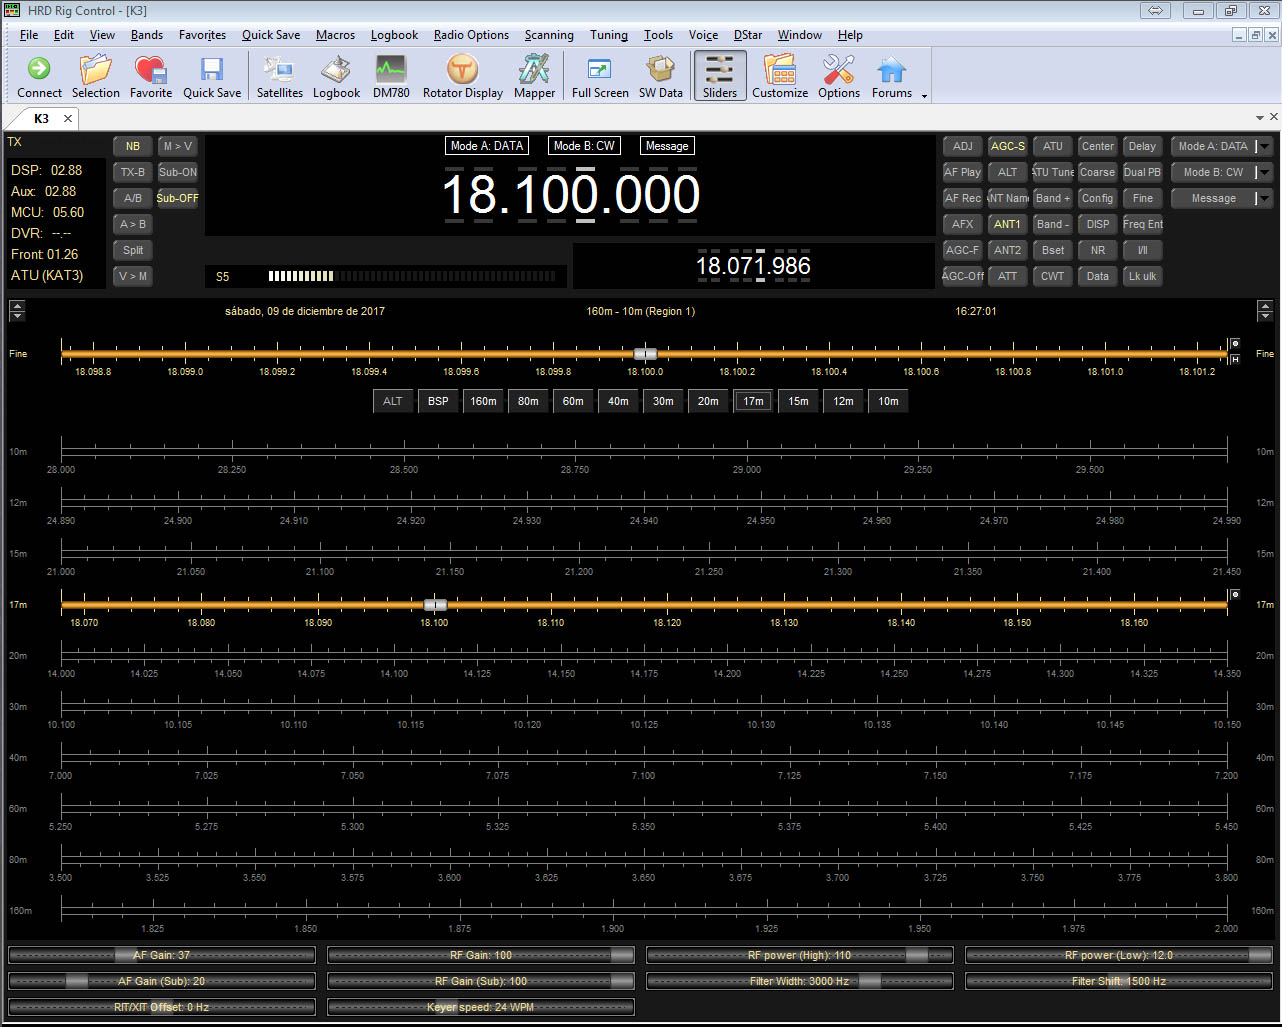 HRD Rig Control - [K3]
File Edit View Bands Favorites Quick Save Macros Logbook Radio Options Scanning Tuning Tools Voice DStar Window Help
Connect Selection Favorite Quick Save Satellites Logbook DM780 Rotator Display Mapper Full Screen SW Data Sliders Customize Options Forums
K3
TX
NB M > V
Mode A: DATA Mode B: CW Message
ADJ AGC-S ATU Center Delay Mode A: DATA
DSP: 02.88
TX-B Sub-ON
18.100.000
AF Play ALT ATU Tune Coarse Dual PB Mode B: CW
Aux: 02.88
A/B Sub-OFF
AF Rec ANT Name Band + Config Fine Message
MCU: 05.60
A > B
AFX ANT1 Band - DISP Freq Ent
DVR: --.--
Split
AGC-F ANT2 Bset NR I/II
Front: 01.26
V > M
S5
18.071.986
AGC-Off ATT CWT Data Lk ulk
ATU (KAT3)
sábado, 09 de diciembre de 2017 160m - 10m (Region 1) 16:27:01
Fine Fine
H
18.098.8 18.099.0 18.099.2 18.099.4 18.099.6 18.099.8 18.100.0 18.100.2 18.100.4 18.100.6 18.100.8 18.101.0 18.101.2
ALT BSP 160m 80m 60m 40m 30m 20m 17m 15m 12m 10m
10m 10m
28.000 28.250 28.500 28.750 29.000 29.250 29.500
12m 12m
24.890 24.900 24.910 24.920 24.930 24.940 24.950 24.960 24.970 24.980 24.990
15m 15m
21.000 21.050 21.100 21.150 21.200 21.250 21.300 21.350 21.400 21.450
17m 17m
18.070 18.080 18.090 18.100 18.110 18.120 18.130 18.140 18.150 18.160
20m 20m
14.000 14.025 14.050 14.075 14.100 14.125 14.150 14.175 14.200 14.225 14.250 14.275 14.300 14.325 14.350
30m 30m
10.100 10.105 10.110 10.115 10.120 10.125 10.130 10.135 10.140 10.145 10.150
40m 40m
7.000 7.025 7.050 7.075 7.100 7.125 7.150 7.175 7.200
60m 60m
5.250 5.275 5.300 5.325 5.350 5.375 5.400 5.425 5.450
80m 80m
3.500 3.525 3.550 3.575 3.600 3.625 3.650 3.675 3.700 3.725 3.750 3.775 3.800
160m 160m
1.825 1.850 1.875 1.900 1.925 1.950 1.975 2.000
AF Gain: 37 RF Gain: 100 RF power (High): 110 RF power (Low): 12.0
AF Gain (Sub): 20 RF Gain (Sub): 100 Filter Width: 3000 Hz Filter Shift: 1500 Hz
RIT/XIT Offset: 0 Hz Keyer speed: 24 WPM